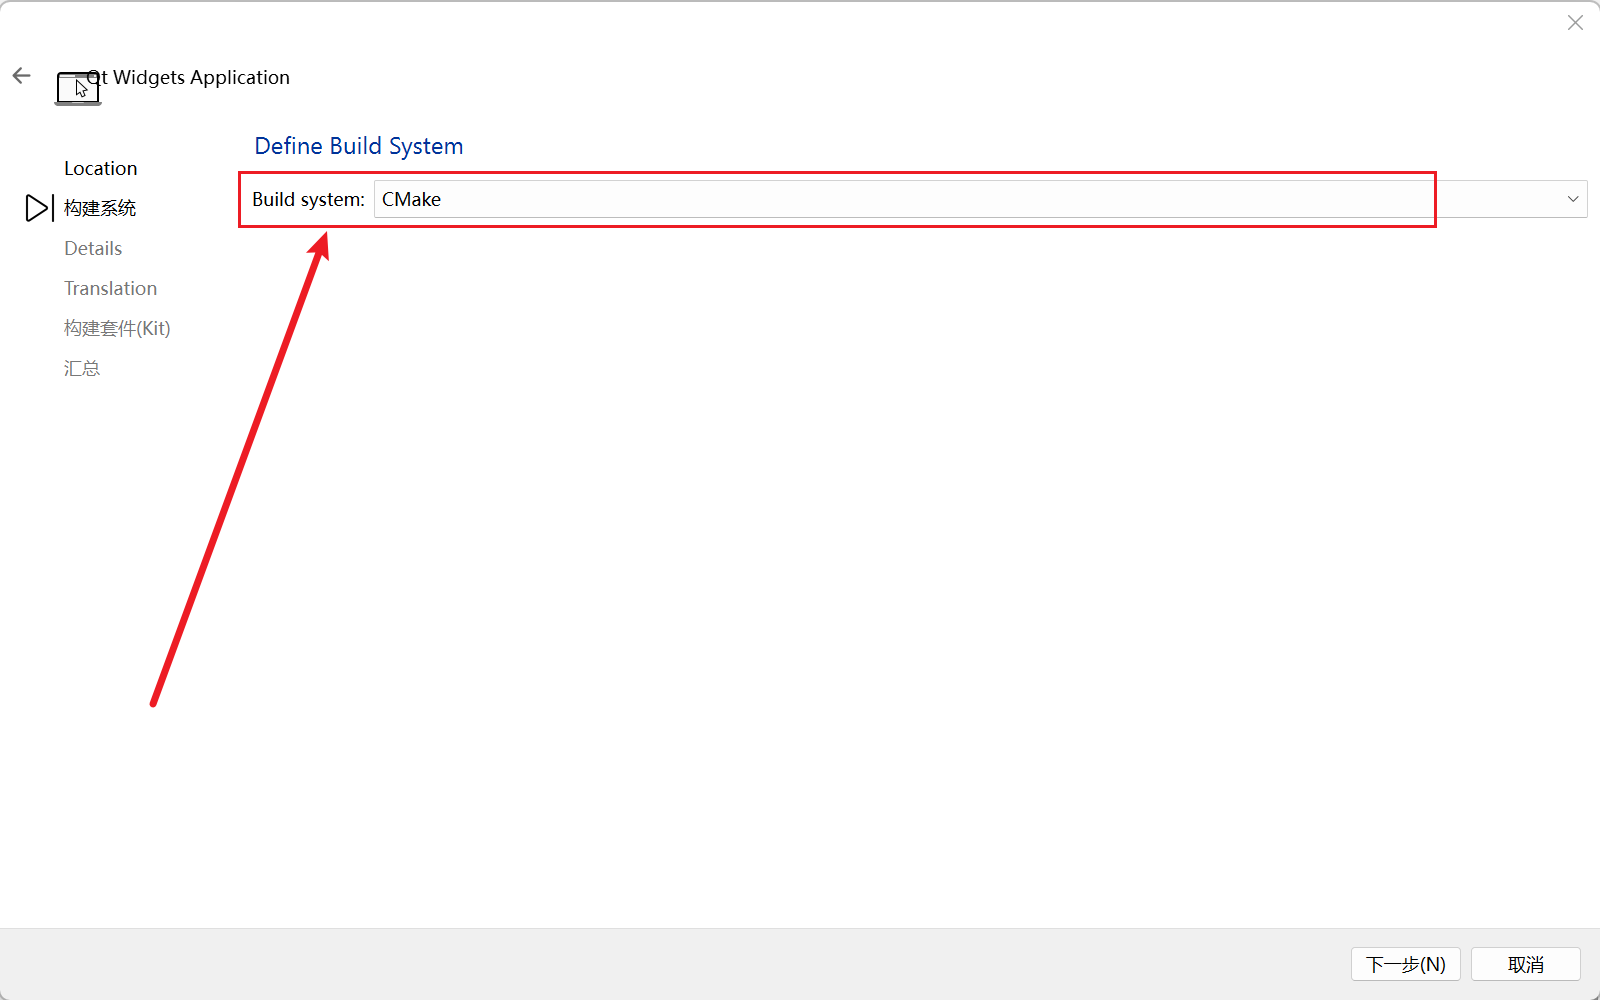 Qt Widgets Application
Define Build System
Location
构建系统
Details
Translation
构建套件(Kit)
汇总
Build system: CMake
下一步(N)
取消